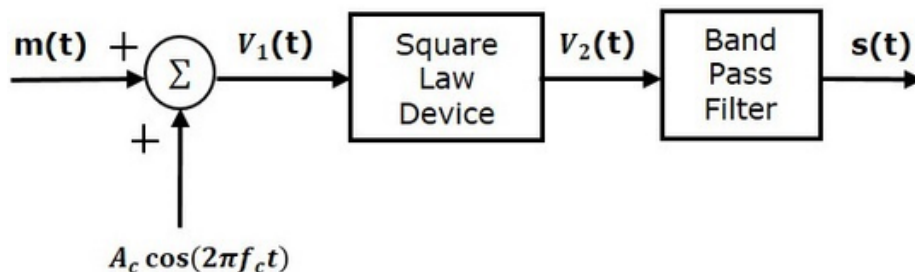 m(t)
+
Σ
+
V₁(t)
Square
Law
Device
V₂(t)
Band
Pass
Filter
s(t)
A_c cos(2πf_c t)